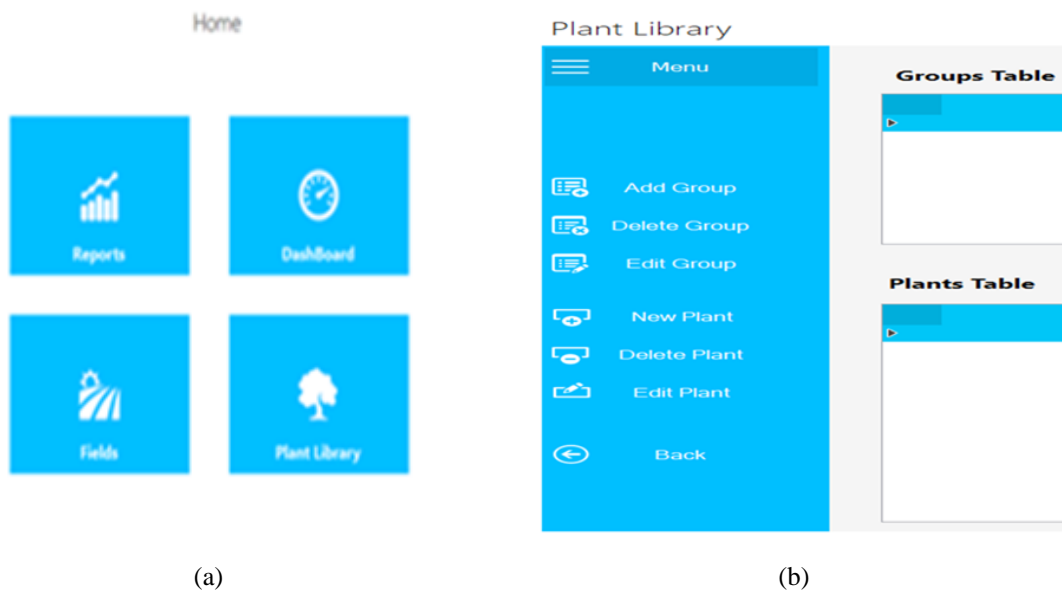 Home
Reports
DashBoard
Fields
Plant Library
(a)
Plant Library
Menu
Add Group
Delete Group
Edit Group
New Plant
Delete Plant
Edit Plant
Back
Groups Table
Plants Table
(b)